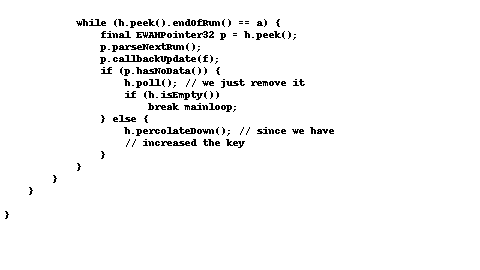 while (h.peek().endOfRun() == a) {
final EWAHPointer32 p = h.peek();
p.parseNextRun();
p.callbackUpdate(f);
if (p.hasNoData()) {
h.poll(); // we just remove it
if (h.isEmpty())
break mainloop;
} else {
h.percolateDown(); // since we have
// increased the key
}
}
}
}
}